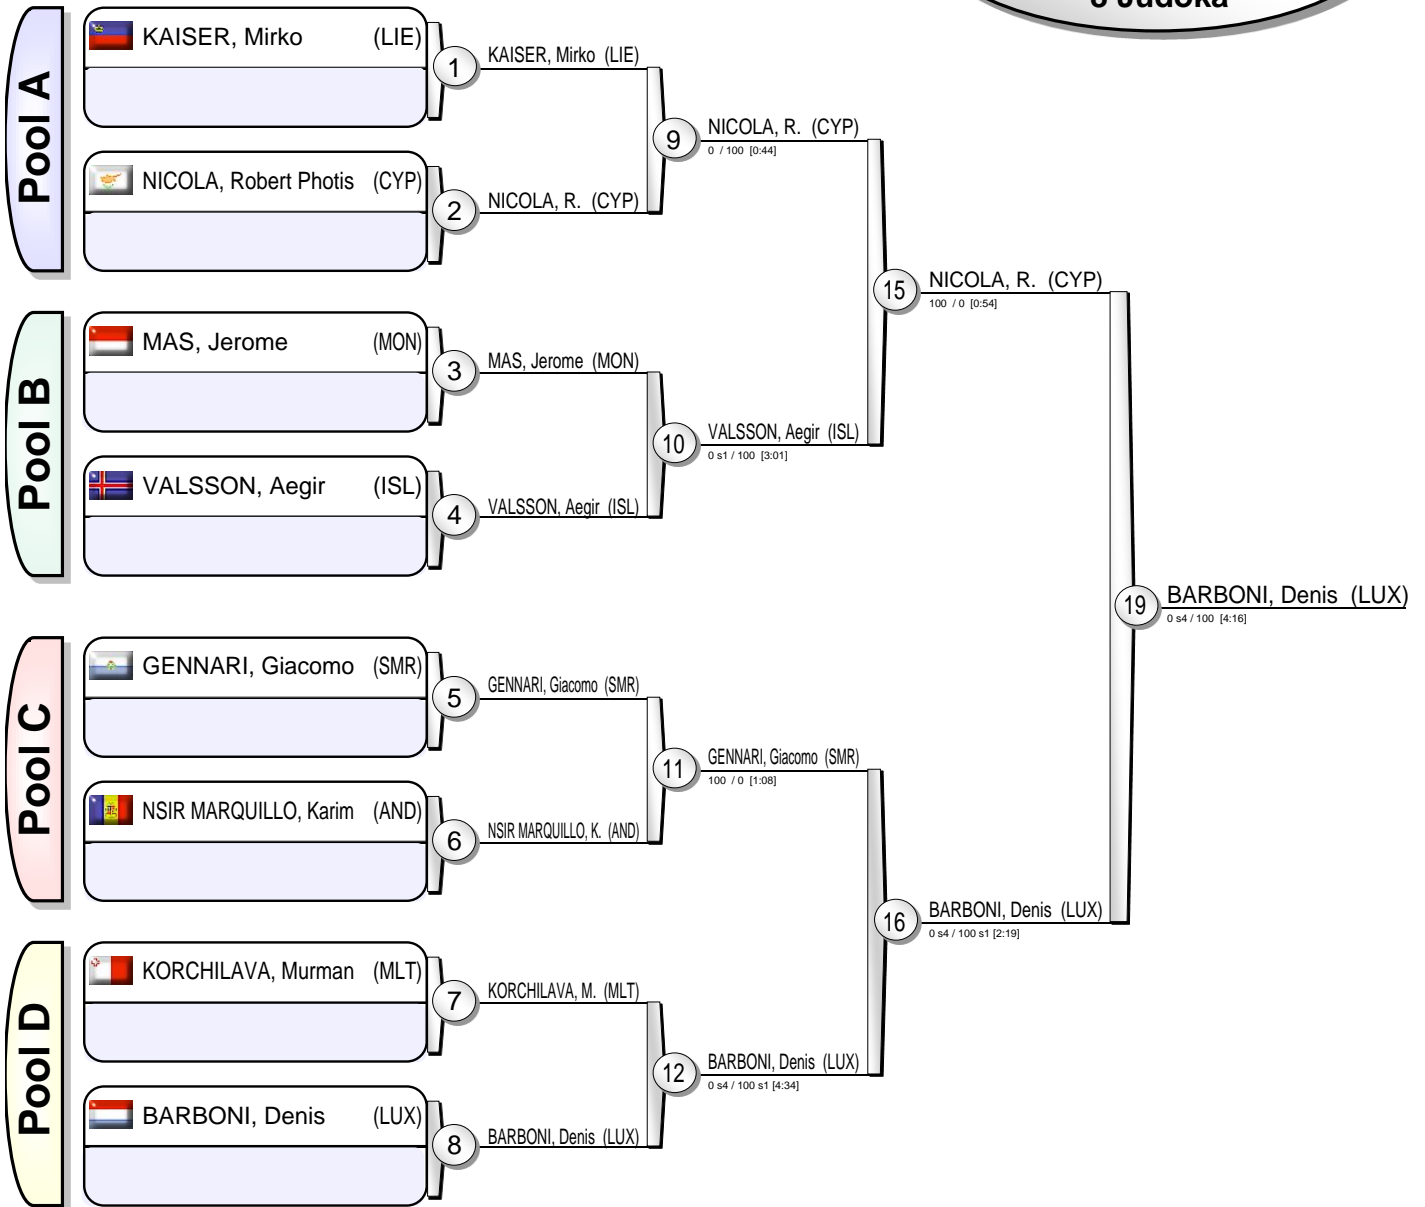 8 Judoka
Pool A
KAISER, Mirko (LIE)
1
KAISER, Mirko (LIE)
NICOLA, Robert Photis (CYP)
2
NICOLA, R. (CYP)
9
NICOLA, R. (CYP)
0 / 100 [0:44]
Pool B
MAS, Jerome (MON)
3
MAS, Jerome (MON)
VALSSON, Aegir (ISL)
4
VALSSON, Aegir (ISL)
10
VALSSON, Aegir (ISL)
0 s1 / 100 [3:01]
15
NICOLA, R. (CYP)
100 / 0 [0:54]
Pool C
GENNARI, Giacomo (SMR)
5
GENNARI, Giacomo (SMR)
NSIR MARQUILLO, Karim (AND)
6
NSIR MARQUILLO, K. (AND)
11
GENNARI, Giacomo (SMR)
100 / 0 [1:08]
Pool D
KORCHILAVA, Murman (MLT)
7
KORCHILAVA, M. (MLT)
BARBONI, Denis (LUX)
8
BARBONI, Denis (LUX)
12
BARBONI, Denis (LUX)
0 s4 / 100 s1 [4:34]
16
BARBONI, Denis (LUX)
0 s4 / 100 s1 [2:19]
19
BARBONI, Denis (LUX)
0 s4 / 100 [4:16]